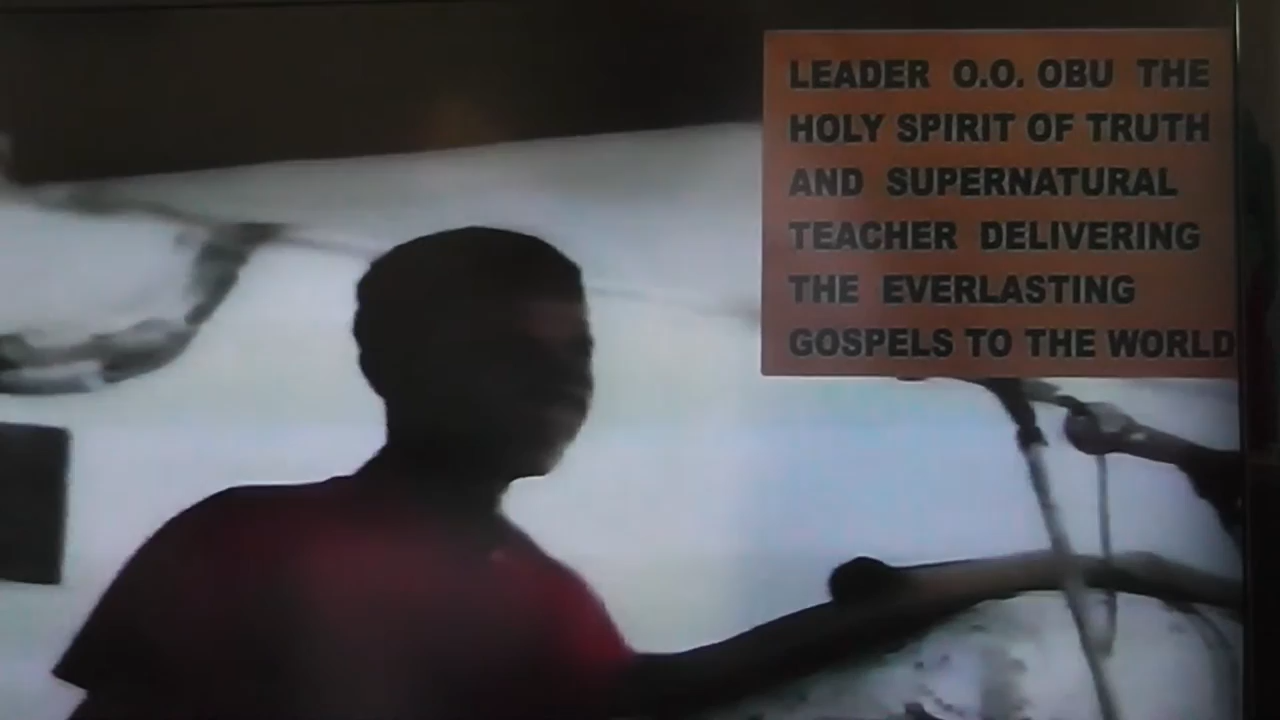 LEADER O.O. OBU THE
HOLY SPIRIT OF TRUTH
AND SUPERNATURAL
TEACHER DELIVERING
THE EVERLASTING
GOSPELS TO THE WORLD